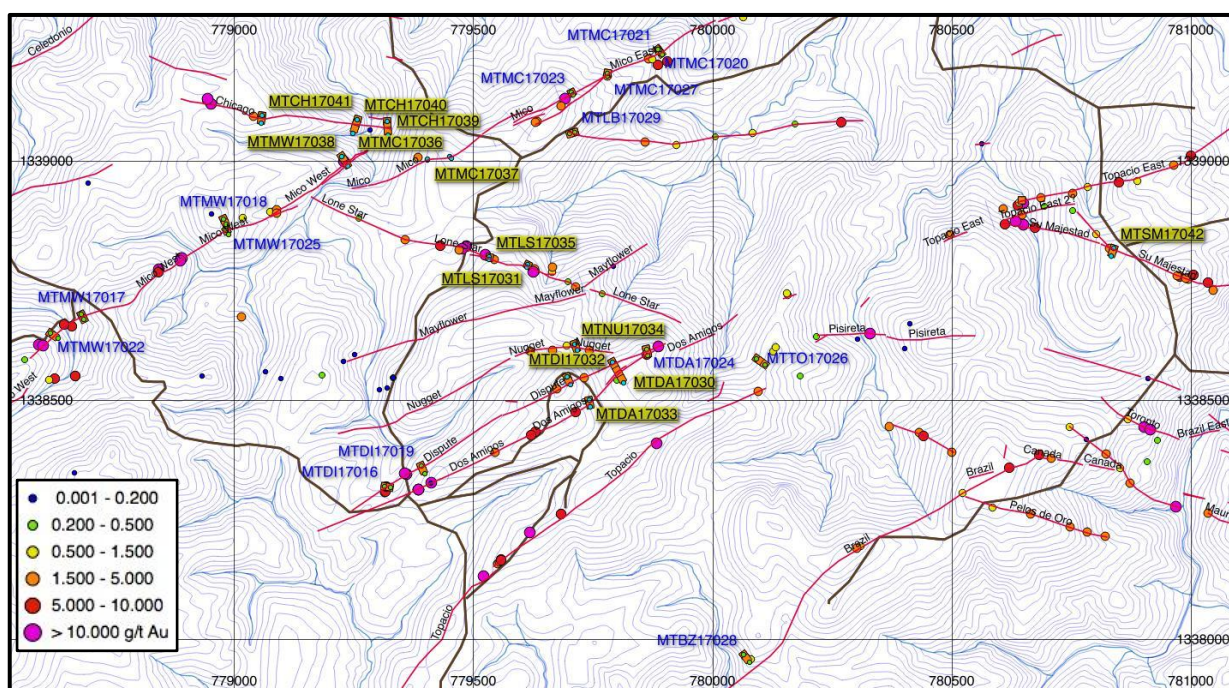 779000
779500
780000
780500
781000
Celedonio
MTMC17021
Mico East
MTMC17020
MTMC17023
MTMC17027
Mico
MTLB17029
Chicago
MTCH17041
MTCH17040
MTCH17039
MTMW17038
MTMC17036
1339000
1339000
Mico
MTMC17037
Mico West
Mico
Topacio East
Topacio East 2?
MTMW17018
Lone Star
Mico West
MTMW17025
Lone Star
MTLS17035
Topacio East
Su Majestad
MTSM17042
Su Majestad
Mico West
MTLS17031
Mayflower
Mayflower
Lone Star
MTMW17017
Mayflower
MTNU17034
Dos Amigos
Pisireta
Pisireta
MTMW17022
Nugget
Nugget
MTDI17032
MTDA17024
MTTO17026
MTDA17030
West
1338500
1338500
Nugget
Dispute
Dos Amigos
MTDA17033
MTDI17019
Dispute
Dos Amigos
Topacio
Toronto
Brazil East
MTDI17016
Brazil
Canada
Canada
Pelos de Oro
Brazil
Topacio
MTBZ17028
1338000
1338000
0.001 - 0.200
0.200 - 0.500
0.500 - 1.500
1.500 - 5.000
5.000 - 10.000
> 10.000 g/t Au
779000
779500
780000
780500
781000